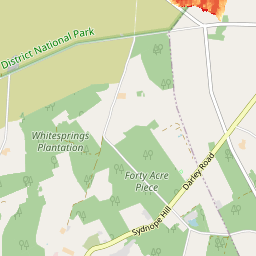 District National Park
Whitesprings
Plantation
Forty Acre
Piece
Darley Road
Sydnope Hill